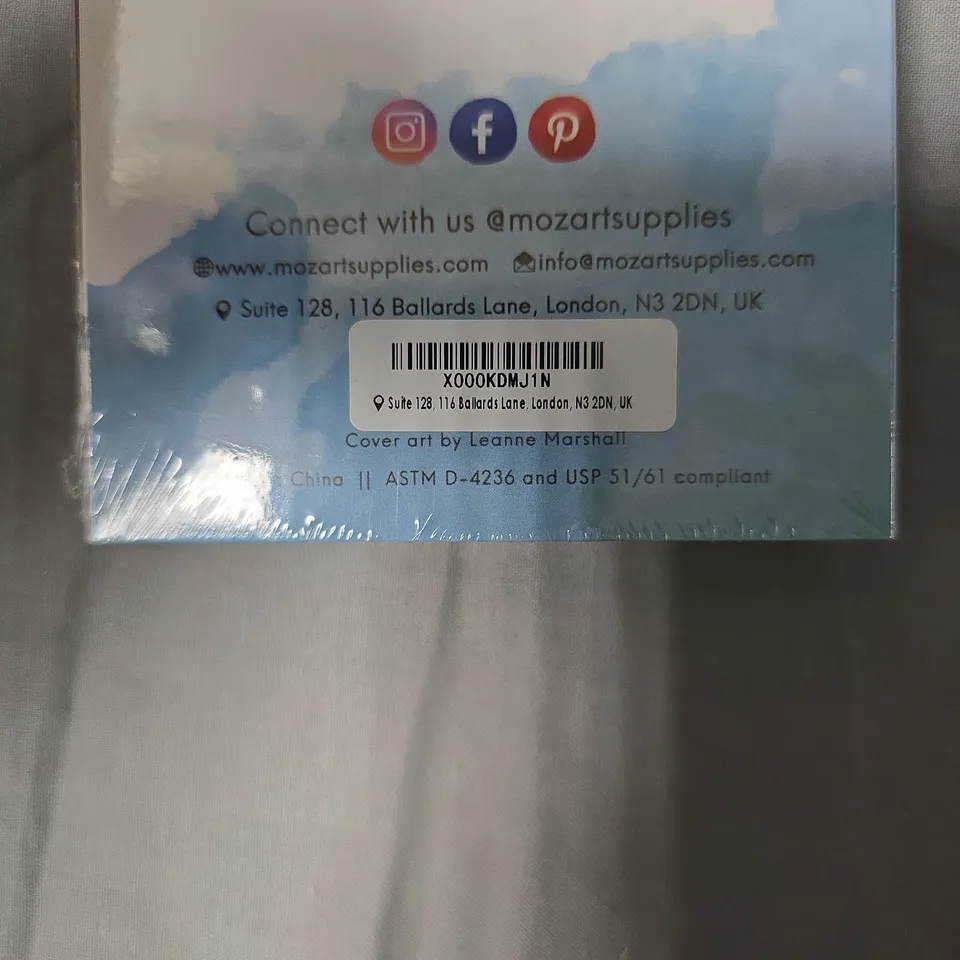 Connect with us @mozartsupplies
www.mozartsupplies.com info@mozartsupplies.com
Suite 128, 116 Ballards Lane, London, N3 2DN, UK
X000KDMJ1N
Suite 128, 116 Ballards Lane, London, N3 2DN, UK
Cover art by Leanne Marshall
China || ASTM D-4236 and USP 51/61 compliant